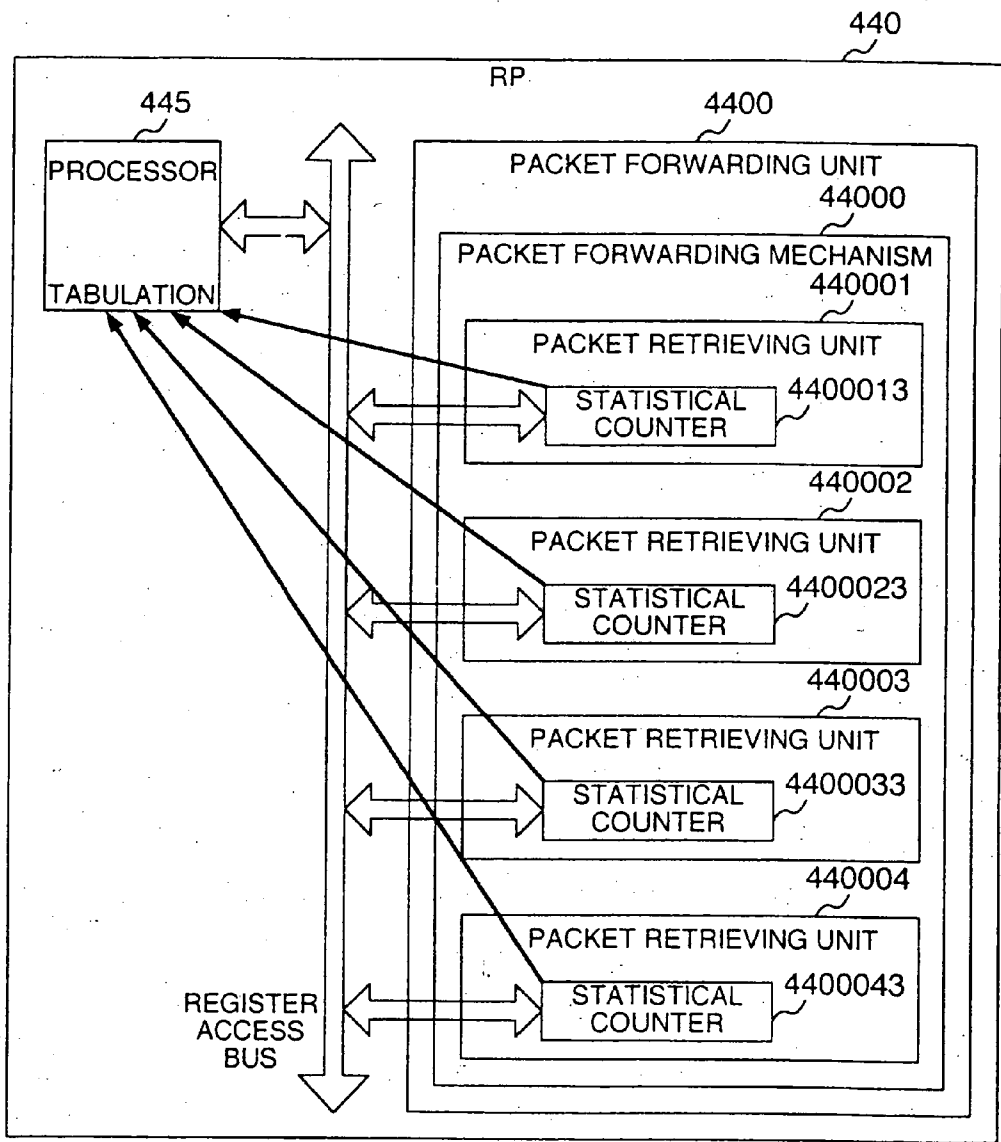 440
RP
445
4400
PROCESSOR
PACKET FORWARDING UNIT
44000
PACKET FORWARDING MECHANISM
440001
TABULATION
PACKET RETRIEVING UNIT
STATISTICAL
COUNTER
4400013
440002
PACKET RETRIEVING UNIT
STATISTICAL
COUNTER
4400023
440003
PACKET RETRIEVING UNIT
STATISTICAL
COUNTER
4400033
440004
PACKET RETRIEVING UNIT
STATISTICAL
COUNTER
4400043
REGISTER
ACCESS
BUS